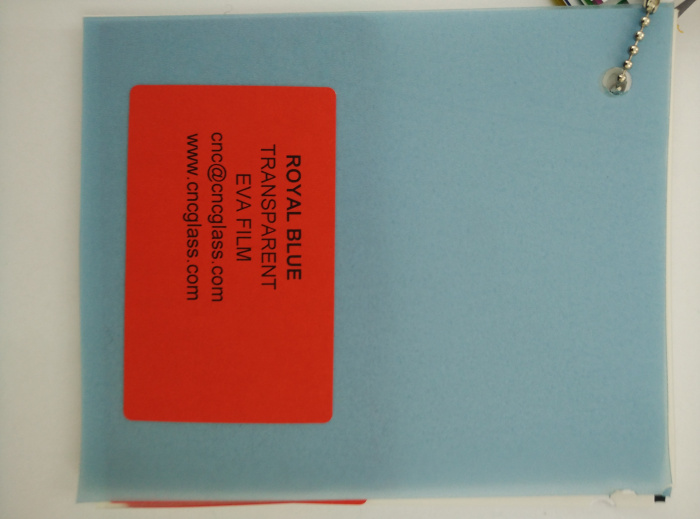 ROYAL BLUE
TRANSPARENT
EVA FILM
cnc@cncglass.com
www.cncglass.com